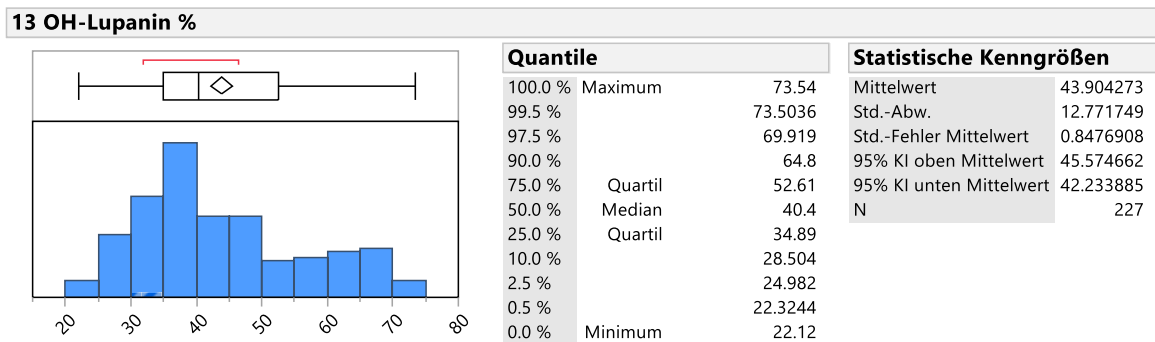 13 OH-Lupanin %
20 30 40 50 60 70 80
Quantile
100.0 % Maximum 73.54
99.5 % 73.5036
97.5 % 69.919
90.0 % 64.8
75.0 % Quartil 52.61
50.0 % Median 40.4
25.0 % Quartil 34.89
10.0 % 28.504
2.5 % 24.982
0.5 % 22.3244
0.0 % Minimum 22.12
Statistische Kenngrößen
Mittelwert 43.904273
Std.-Abw. 12.771749
Std.-Fehler Mittelwert 0.8476908
95% KI oben Mittelwert 45.574662
95% KI unten Mittelwert 42.233885
N 227